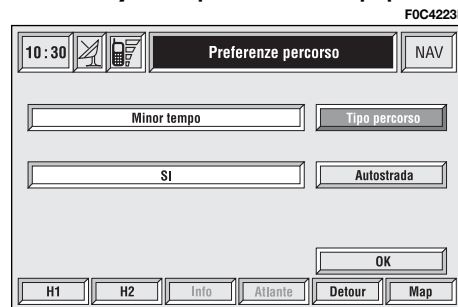 F0C4223
10:30 Preferenze percorso NAV
Minor tempo Tipo percorso
SI Autostrada
OK
H1 H2 Info Atlante Detour Map